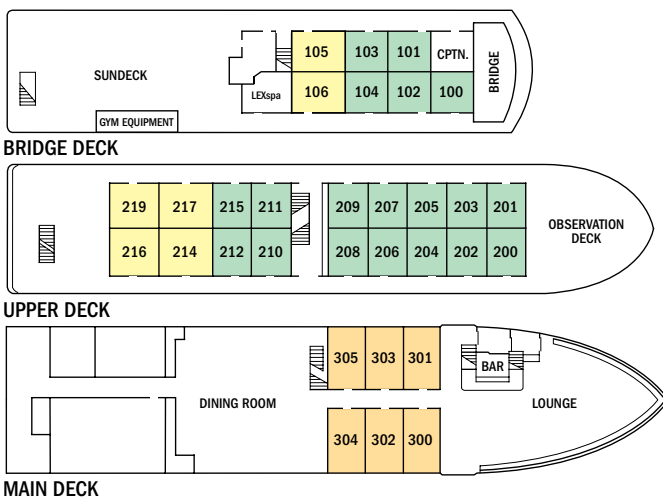 105 103 101 CPTN.
SUNDECK
BRIDGE
LEXspa 106 104 102 100
GYM EQUIPMENT
BRIDGE DECK
219 217 215 211 209 207 205 203 201
OBSERVATION
DECK
216 214 212 210 208 206 204 202 200
UPPER DECK
305 303 301
BAR
DINING ROOM
LOUNGE
304 302 300
MAIN DECK